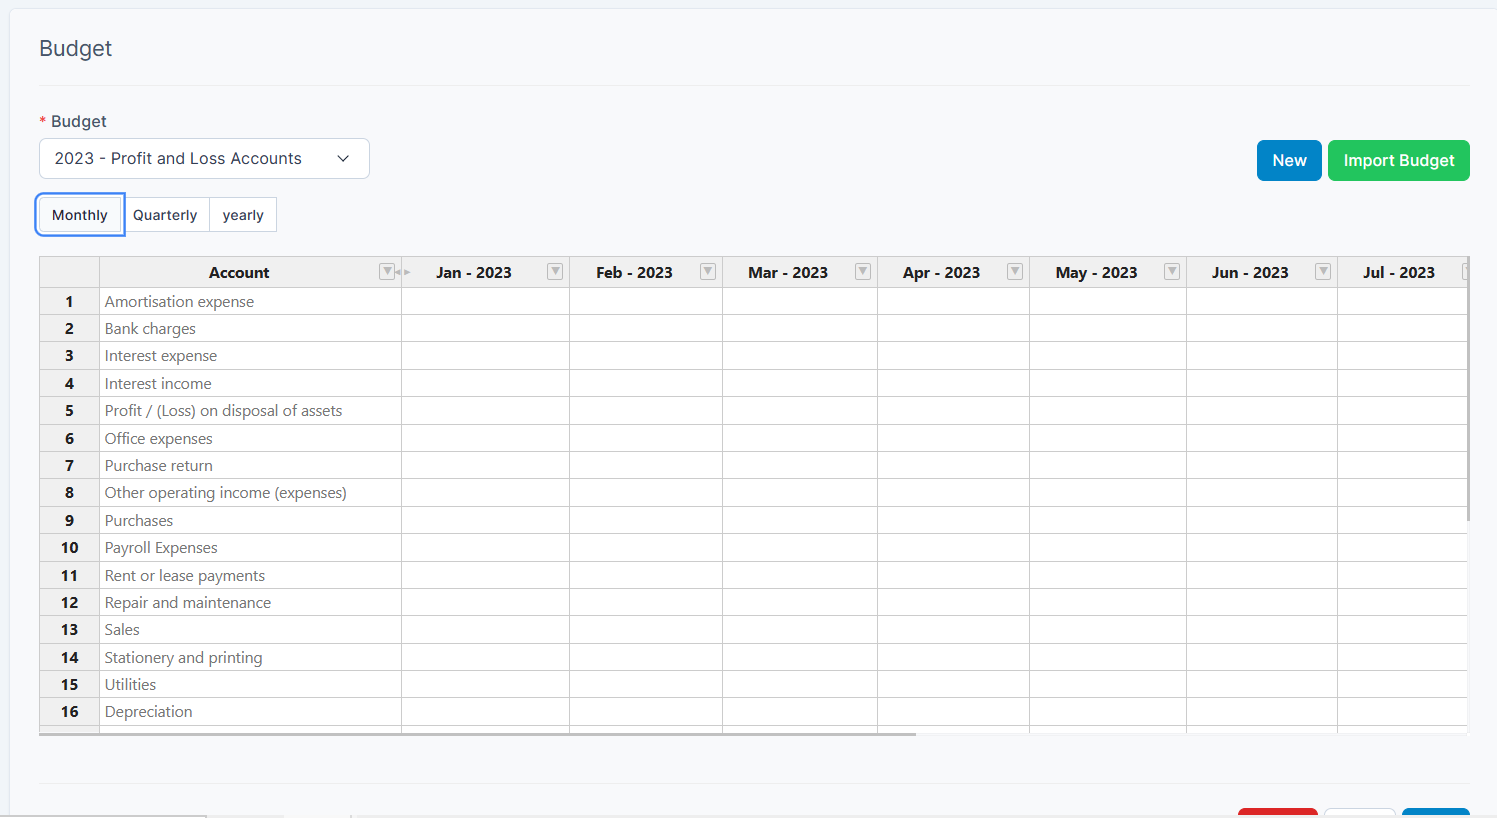 Budget
* Budget
2023 - Profit and Loss Accounts
New Import Budget
Monthly Quarterly yearly
Account Jan - 2023 Feb - 2023 Mar - 2023 Apr - 2023 May - 2023 Jun - 2023 Jul - 2023
1 Amortisation expense
2 Bank charges
3 Interest expense
4 Interest income
5 Profit / (Loss) on disposal of assets
6 Office expenses
7 Purchase return
8 Other operating income (expenses)
9 Purchases
10 Payroll Expenses
11 Rent or lease payments
12 Repair and maintenance
13 Sales
14 Stationery and printing
15 Utilities
16 Depreciation